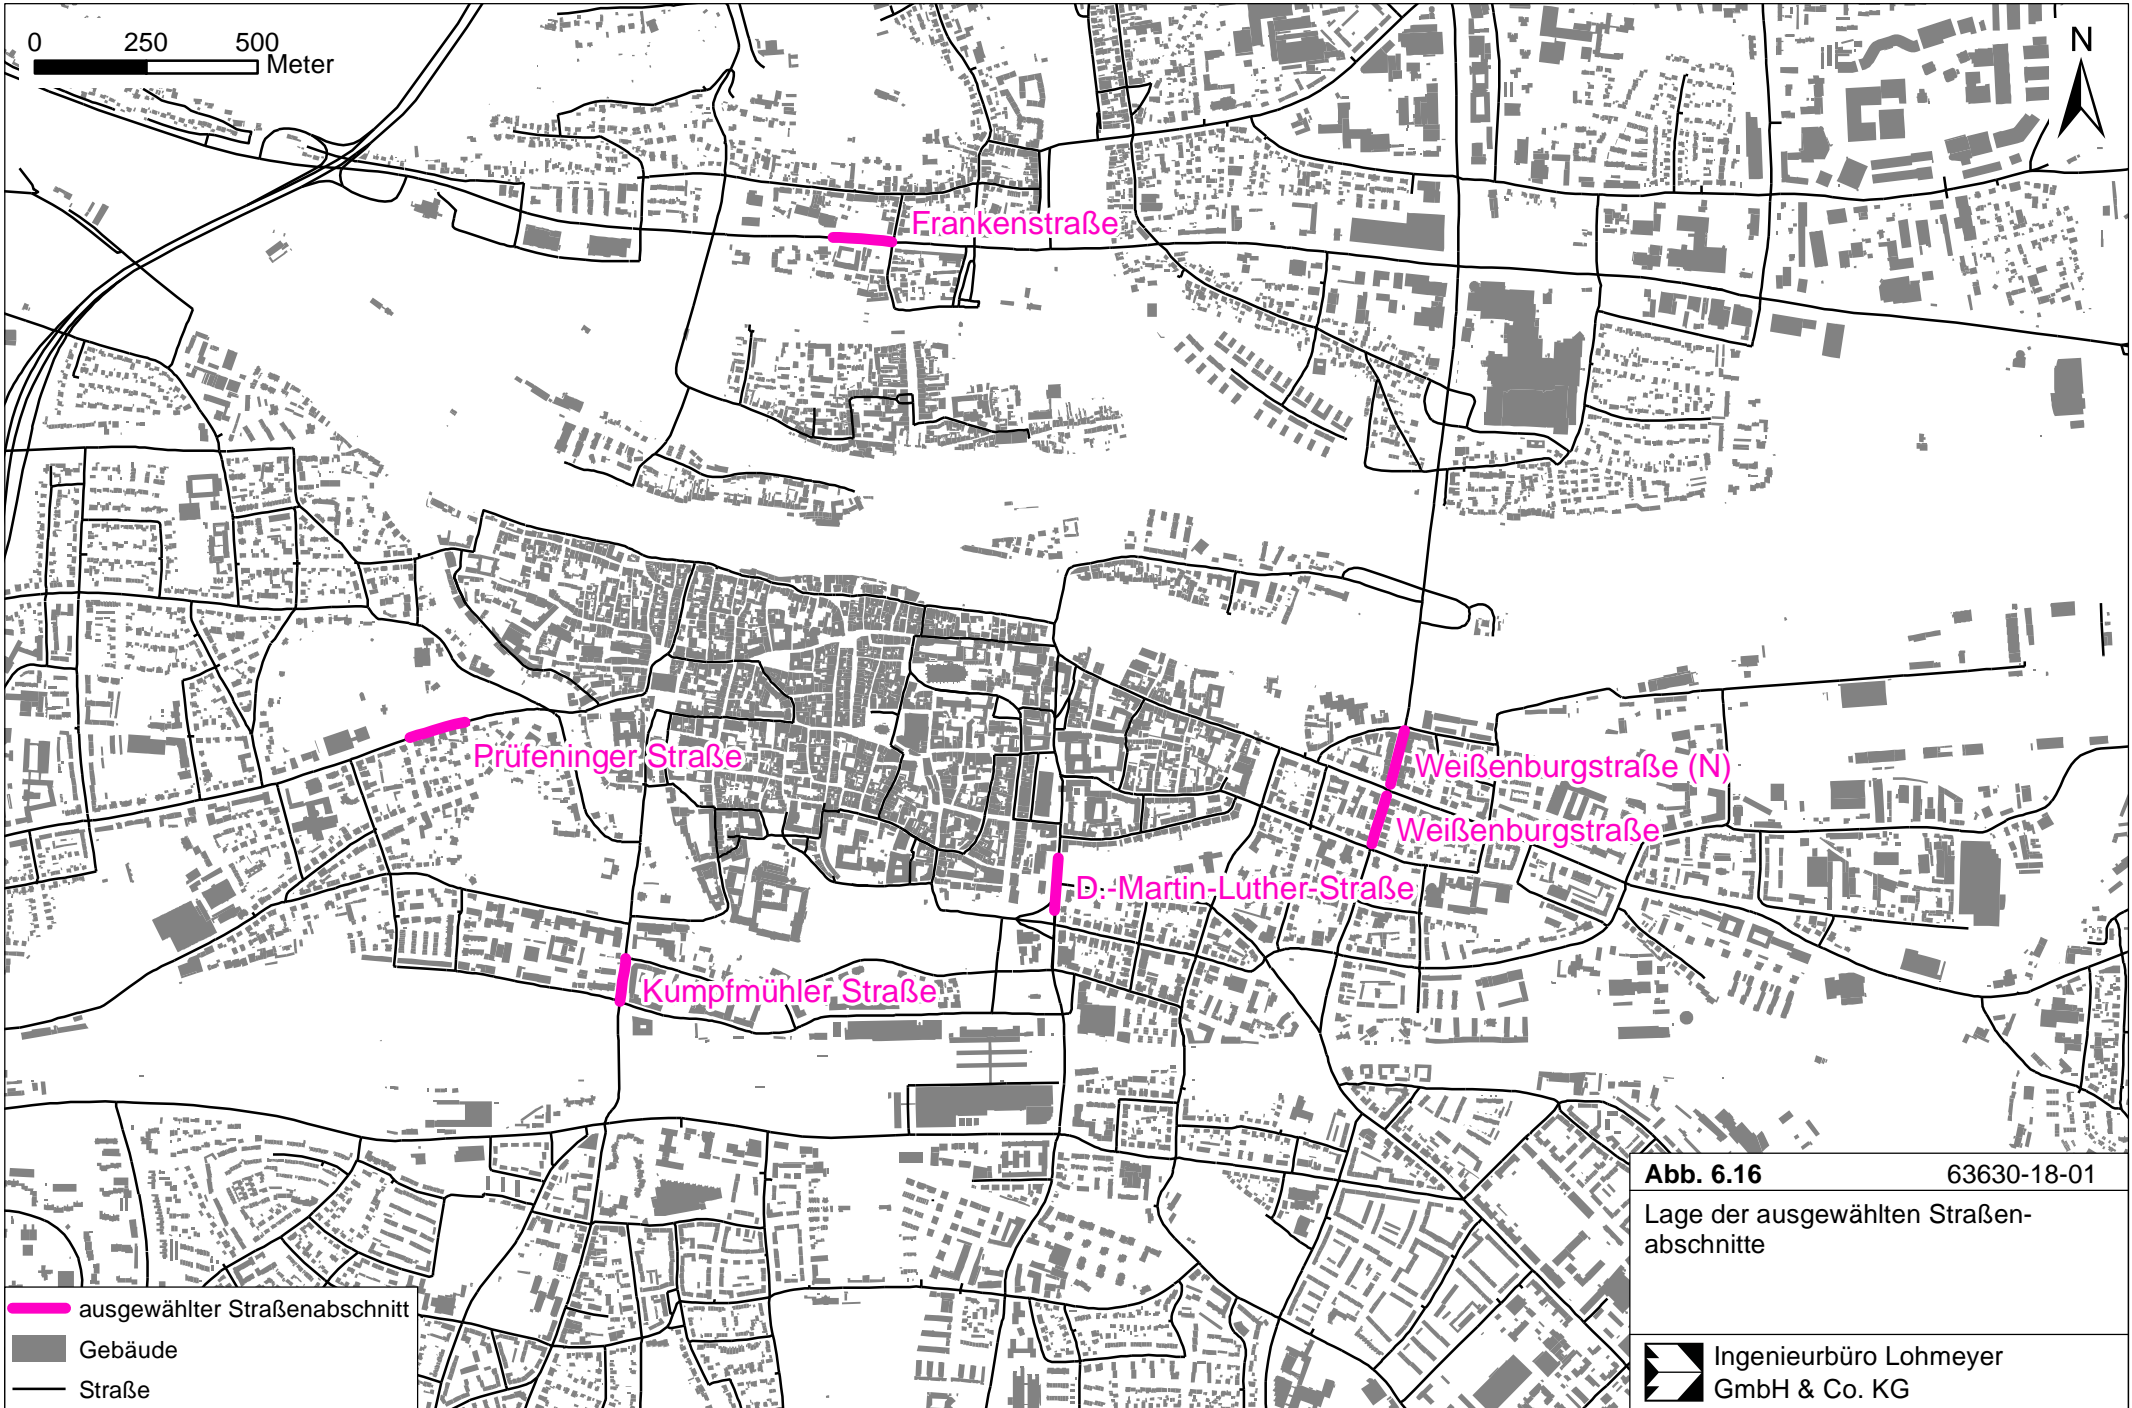 0 250 500
Meter
N
Frankenstraße
Prüfeninger Straße
Weißenburgstraße (N)
Weißenburgstraße
D.-Martin-Luther-Straße
Kumpfmühler Straße
Abb. 6.16 63630-18-01
Lage der ausgewählten Straßen-
abschnitte
ausgewählter Straßenabschnitt
Gebäude
Straße
Ingenieurbüro Lohmeyer
GmbH & Co. KG